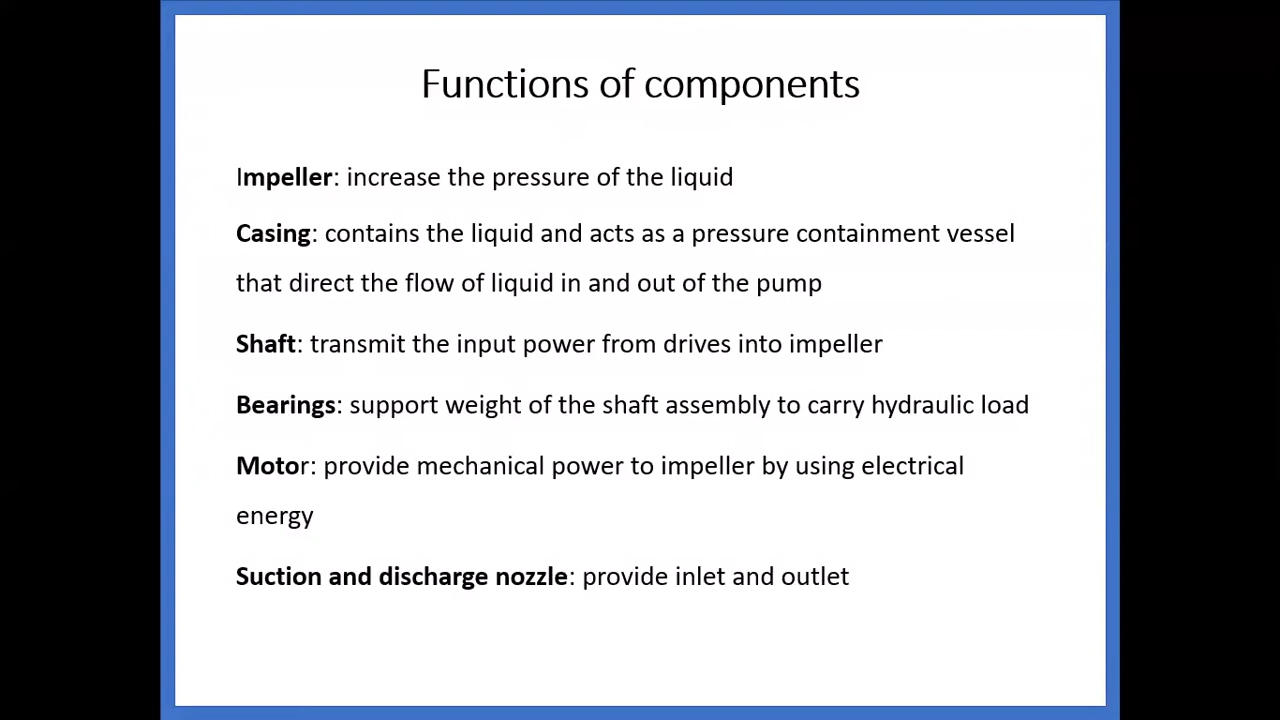 Functions of components
Impeller: increase the pressure of the liquid
Casing: contains the liquid and acts as a pressure containment vessel
that direct the flow of liquid in and out of the pump
Shaft: transmit the input power from drives into impeller
Bearings: support weight of the shaft assembly to carry hydraulic load
Motor: provide mechanical power to impeller by using electrical
energy
Suction and discharge nozzle: provide inlet and outlet